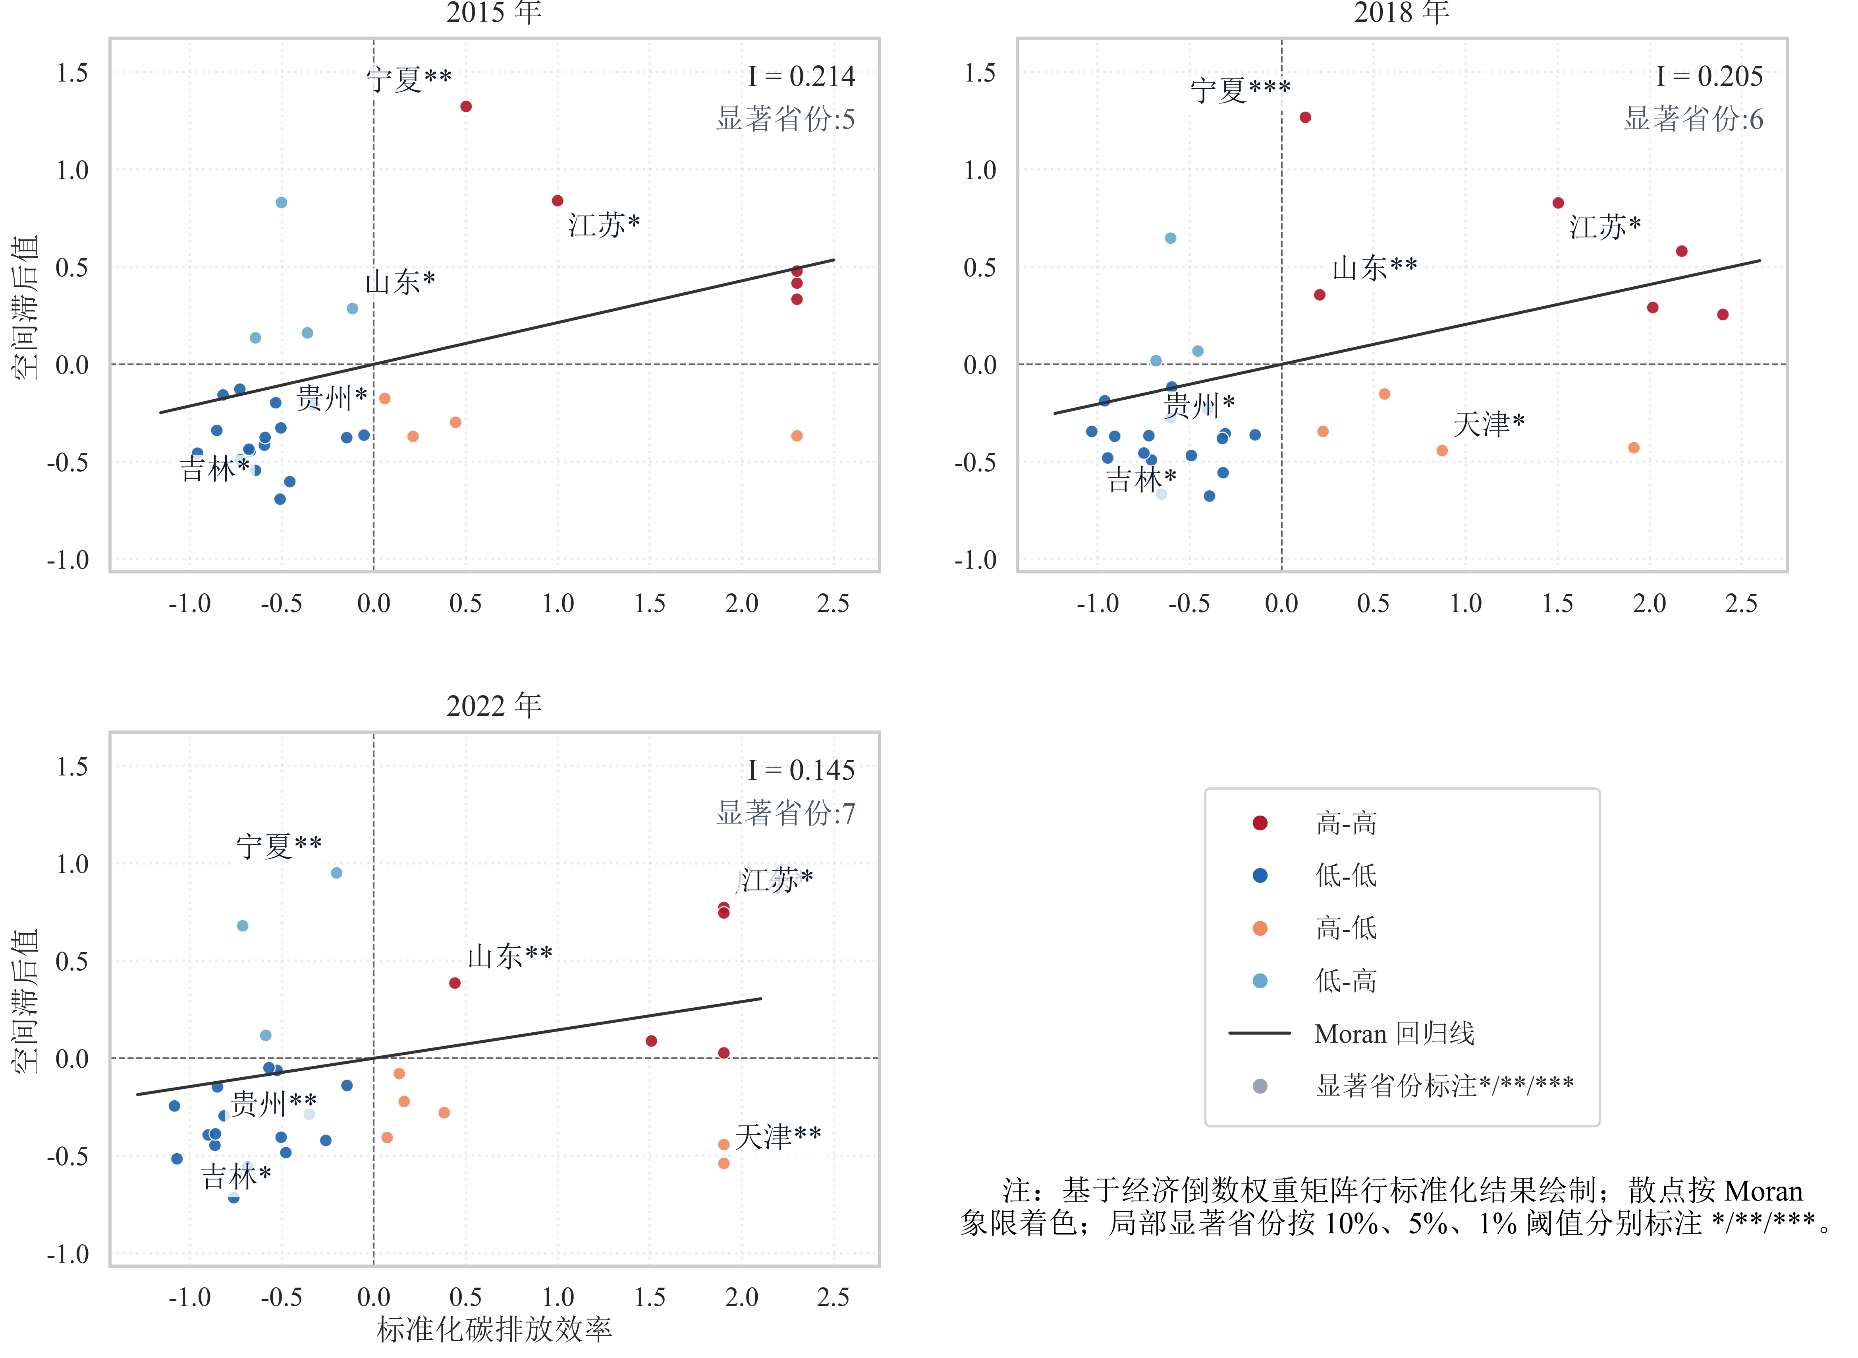 2015 年
2018 年
1.5
1.0
0.5
0.0
-0.5
-1.0
空间滞后值
宁夏**
I = 0.214
显著省份:5
江苏*
山东*
贵州*
吉林*
-1.0 -0.5 0.0 0.5 1.0 1.5 2.0 2.5
1.5
1.0
0.5
0.0
-0.5
-1.0
宁夏***
I = 0.205
显著省份:6
江苏*
山东**
贵州*
天津*
吉林*
-1.0 -0.5 0.0 0.5 1.0 1.5 2.0 2.5
2022 年
1.5
1.0
0.5
0.0
-0.5
-1.0
空间滞后值
I = 0.145
显著省份:7
宁夏**
江苏*
山东**
贵州**
天津**
吉林*
-1.0 -0.5 0.0 0.5 1.0 1.5 2.0 2.5
标准化碳排放效率
高-高
低-低
高-低
低-高
Moran 回归线
显著省份标注*/**/***
注：基于经济倒数权重矩阵行标准化结果绘制；散点按 Moran
象限着色；局部显著省份按 10%、5%、1% 阈值分别标注 */**/***。